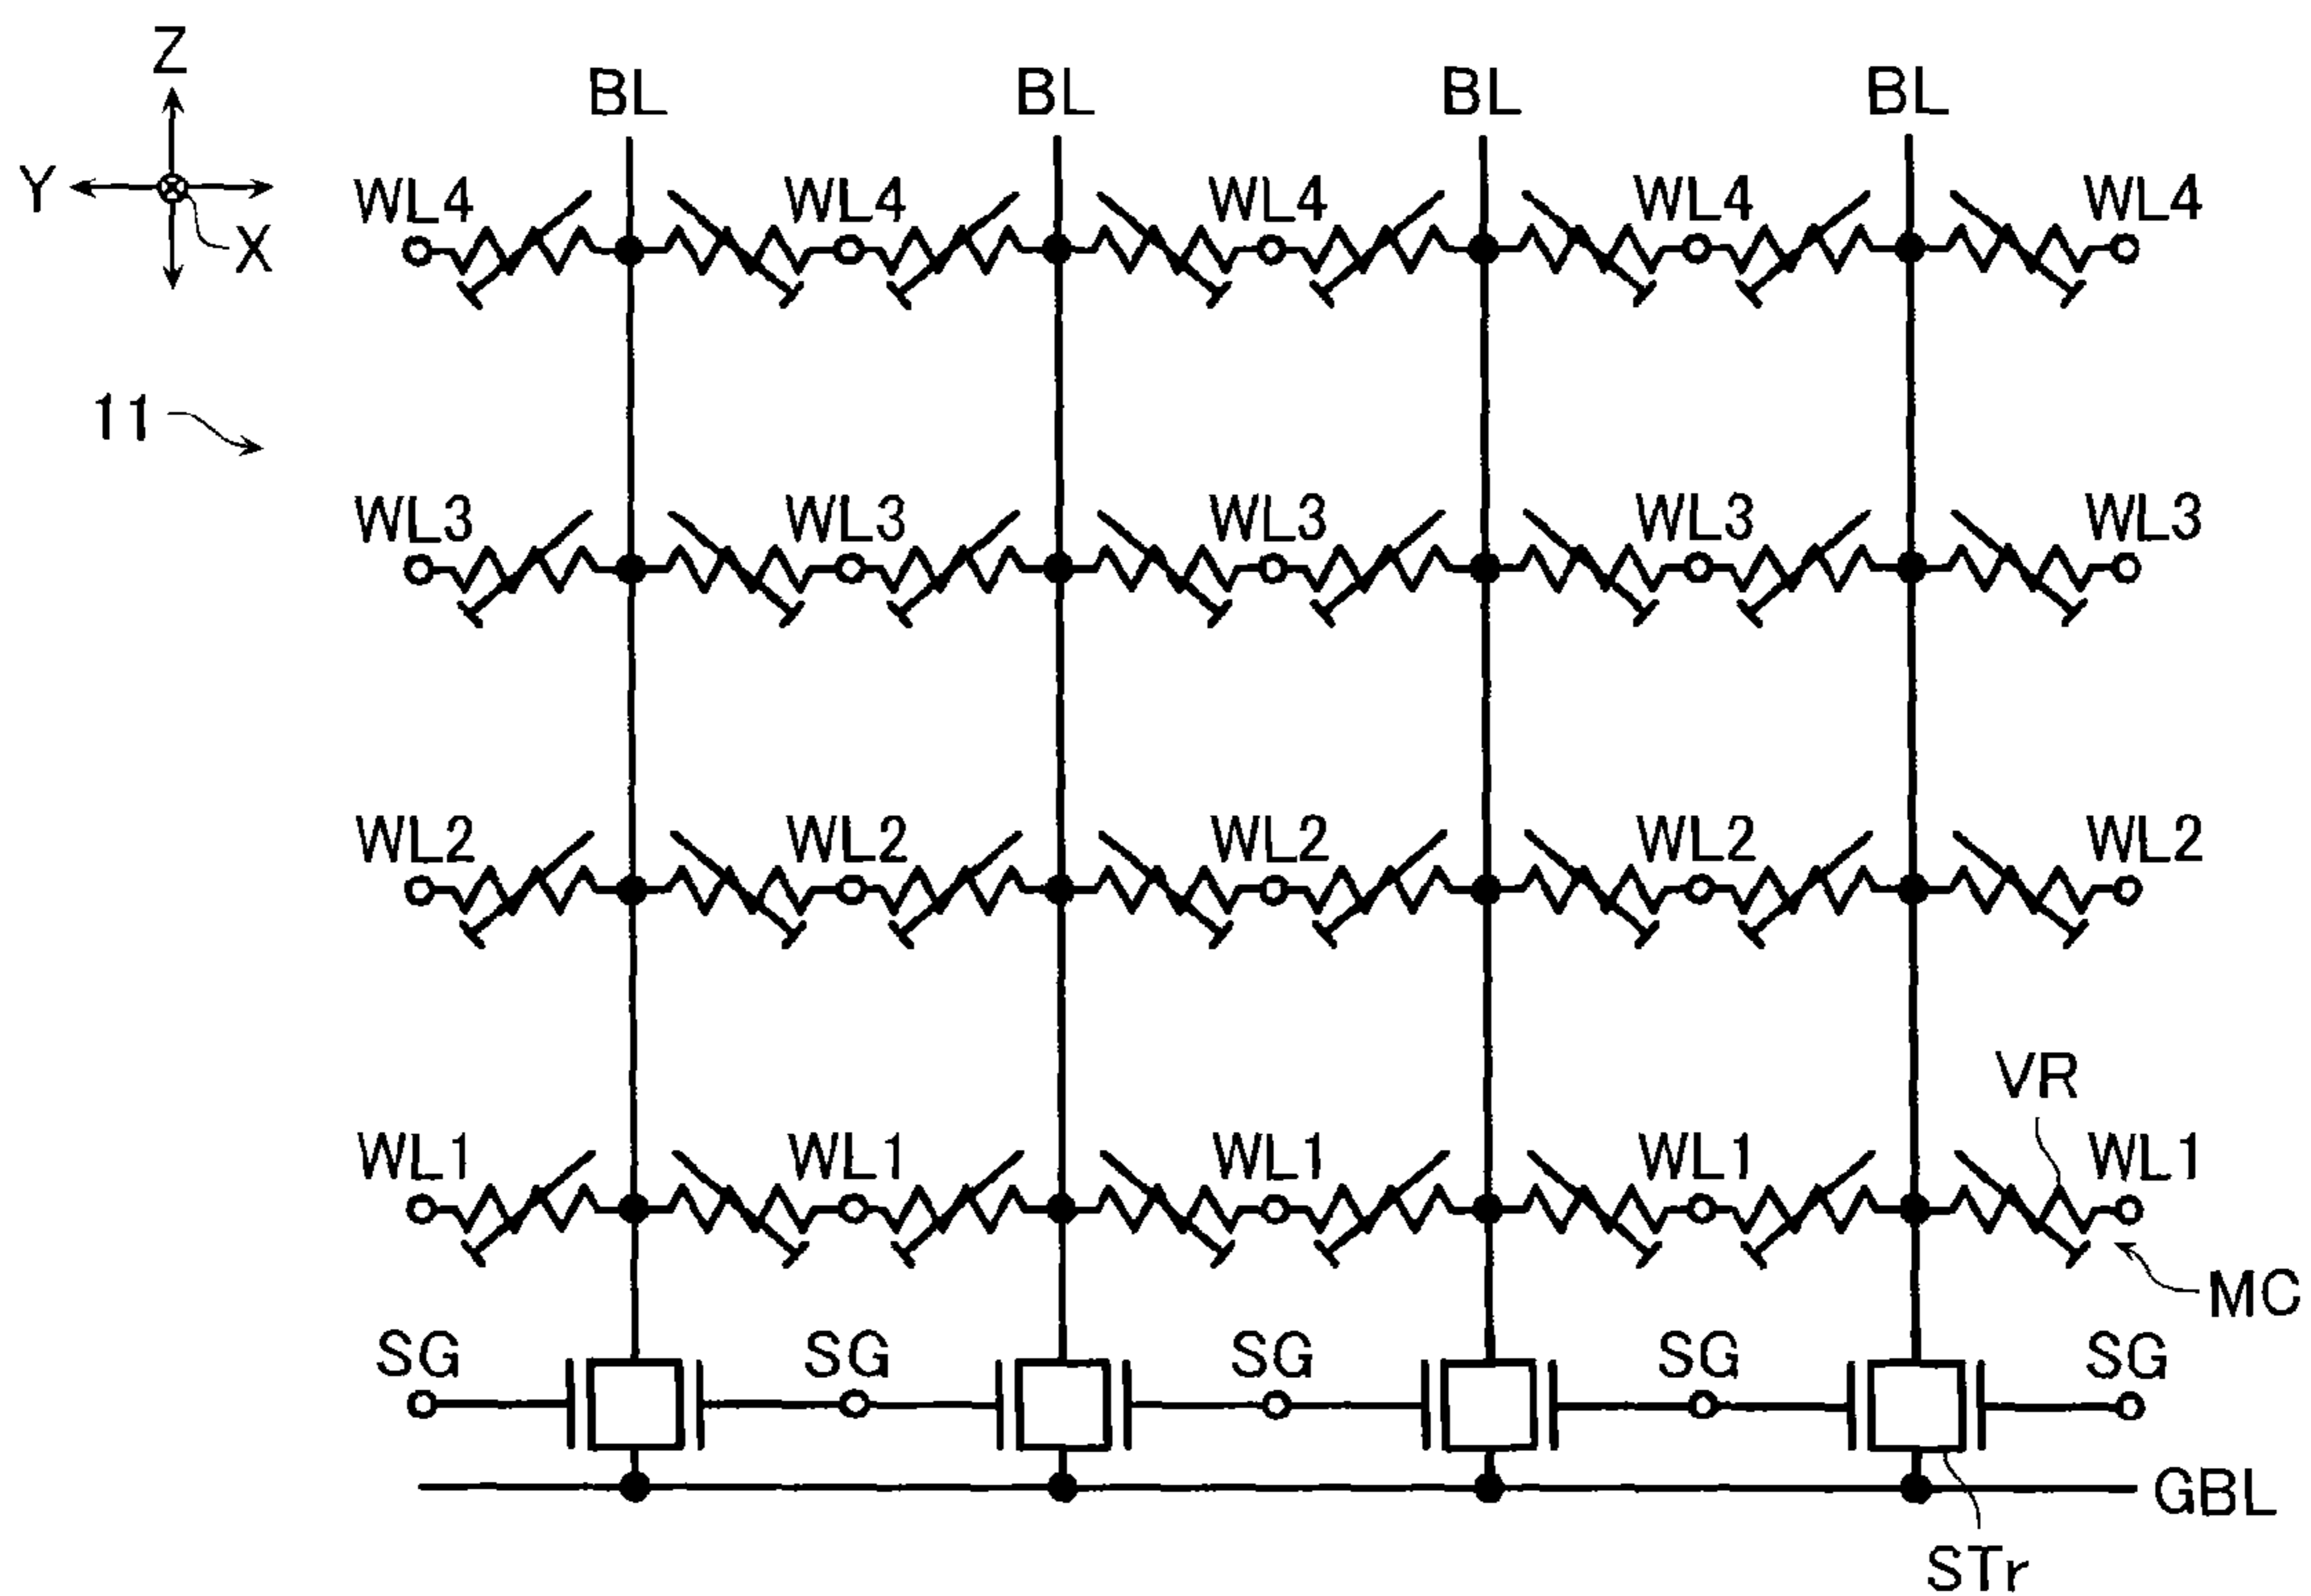 Z
BL BL BL BL
Y
X
WL4 WL4 WL4 WL4 WL4
11
WL3 WL3 WL3 WL3 WL3
WL2 WL2 WL2 WL2 WL2
VR
WL1 WL1 WL1 WL1 WL1
MC
SG SG SG SG SG
GBL
STr